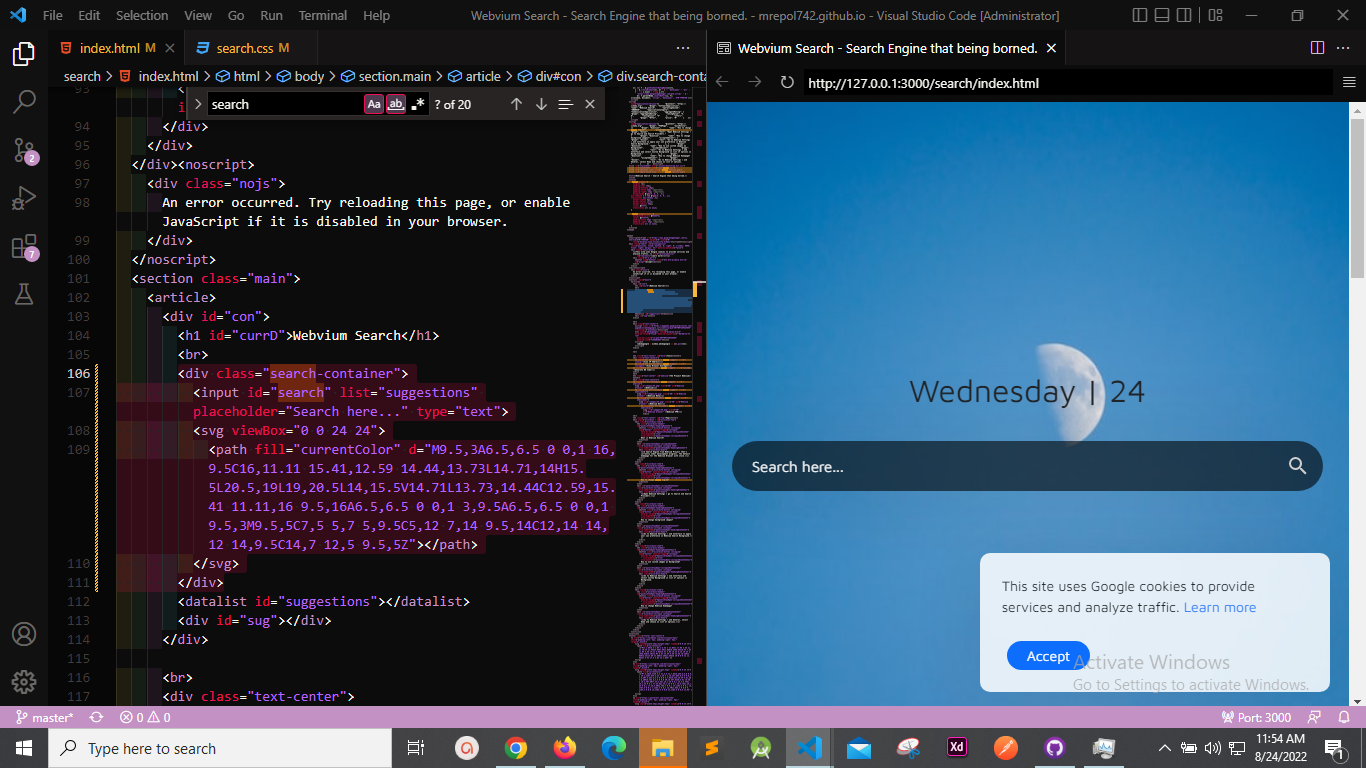 File Edit Selection View Go Run Terminal Help
Webvium Search - Search Engine that being borned. - mrepol742.github.io - Visual Studio Code [Administrator]
index.html M
search.css M
search > index.html > html > body > section.main > article > div#con > div.search-conta
search
Aa ab .*
? of 20
93
94 </div>
95 </div>
96 </div><noscript>
97 <div class="nojs">
98 An error occurred. Try reloading this page, or enable
JavaScript if it is disabled in your browser.
99 </div>
100 </noscript>
101 <section class="main">
102 <article>
103 <div id="con">
104 <h1 id="currD">Webvium Search</h1>
105 <br>
106 <div class="search-container">
107 <input id="search" list="suggestions"
placeholder="Search here..." type="text">
108 <svg viewBox="0 0 24 24">
109 <path fill="currentColor" d="M9.5,3A6.5,6.5 0 0,1 16,
9.5C16,11.11 15.41,12.59 14.44,13.73L14.71,14H15.
5L20.5,19L19,20.5L14,15.5V14.71L13.73,14.44C12.59,15.
41 11.11,16 9.5,16A6.5,6.5 0 0,1 3,9.5A6.5,6.5 0 0,1
9.5,3M9.5,5C7,5 5,7 5,9.5C5,12 7,14 9.5,14C12,14 14,
12 14,9.5C14,7 12,5 9.5,5Z"></path>
110 </svg>
111 </div>
112 <datalist id="suggestions"></datalist>
113 <div id="sug"></div>
114 </div>
115
116 <br>
117 <div class="text-center">
2
7
Webvium Search - Search Engine that being borned.
http://127.0.0.1:3000/search/index.html
Wednesday | 24
Search here...
This site uses Google cookies to provide
services and analyze traffic. Learn more
Accept
Activate Windows
Go to Settings to activate Windows.
master* 0 0
Port: 3000
Type here to search
Xd
11:54 AM
8/24/2022
1